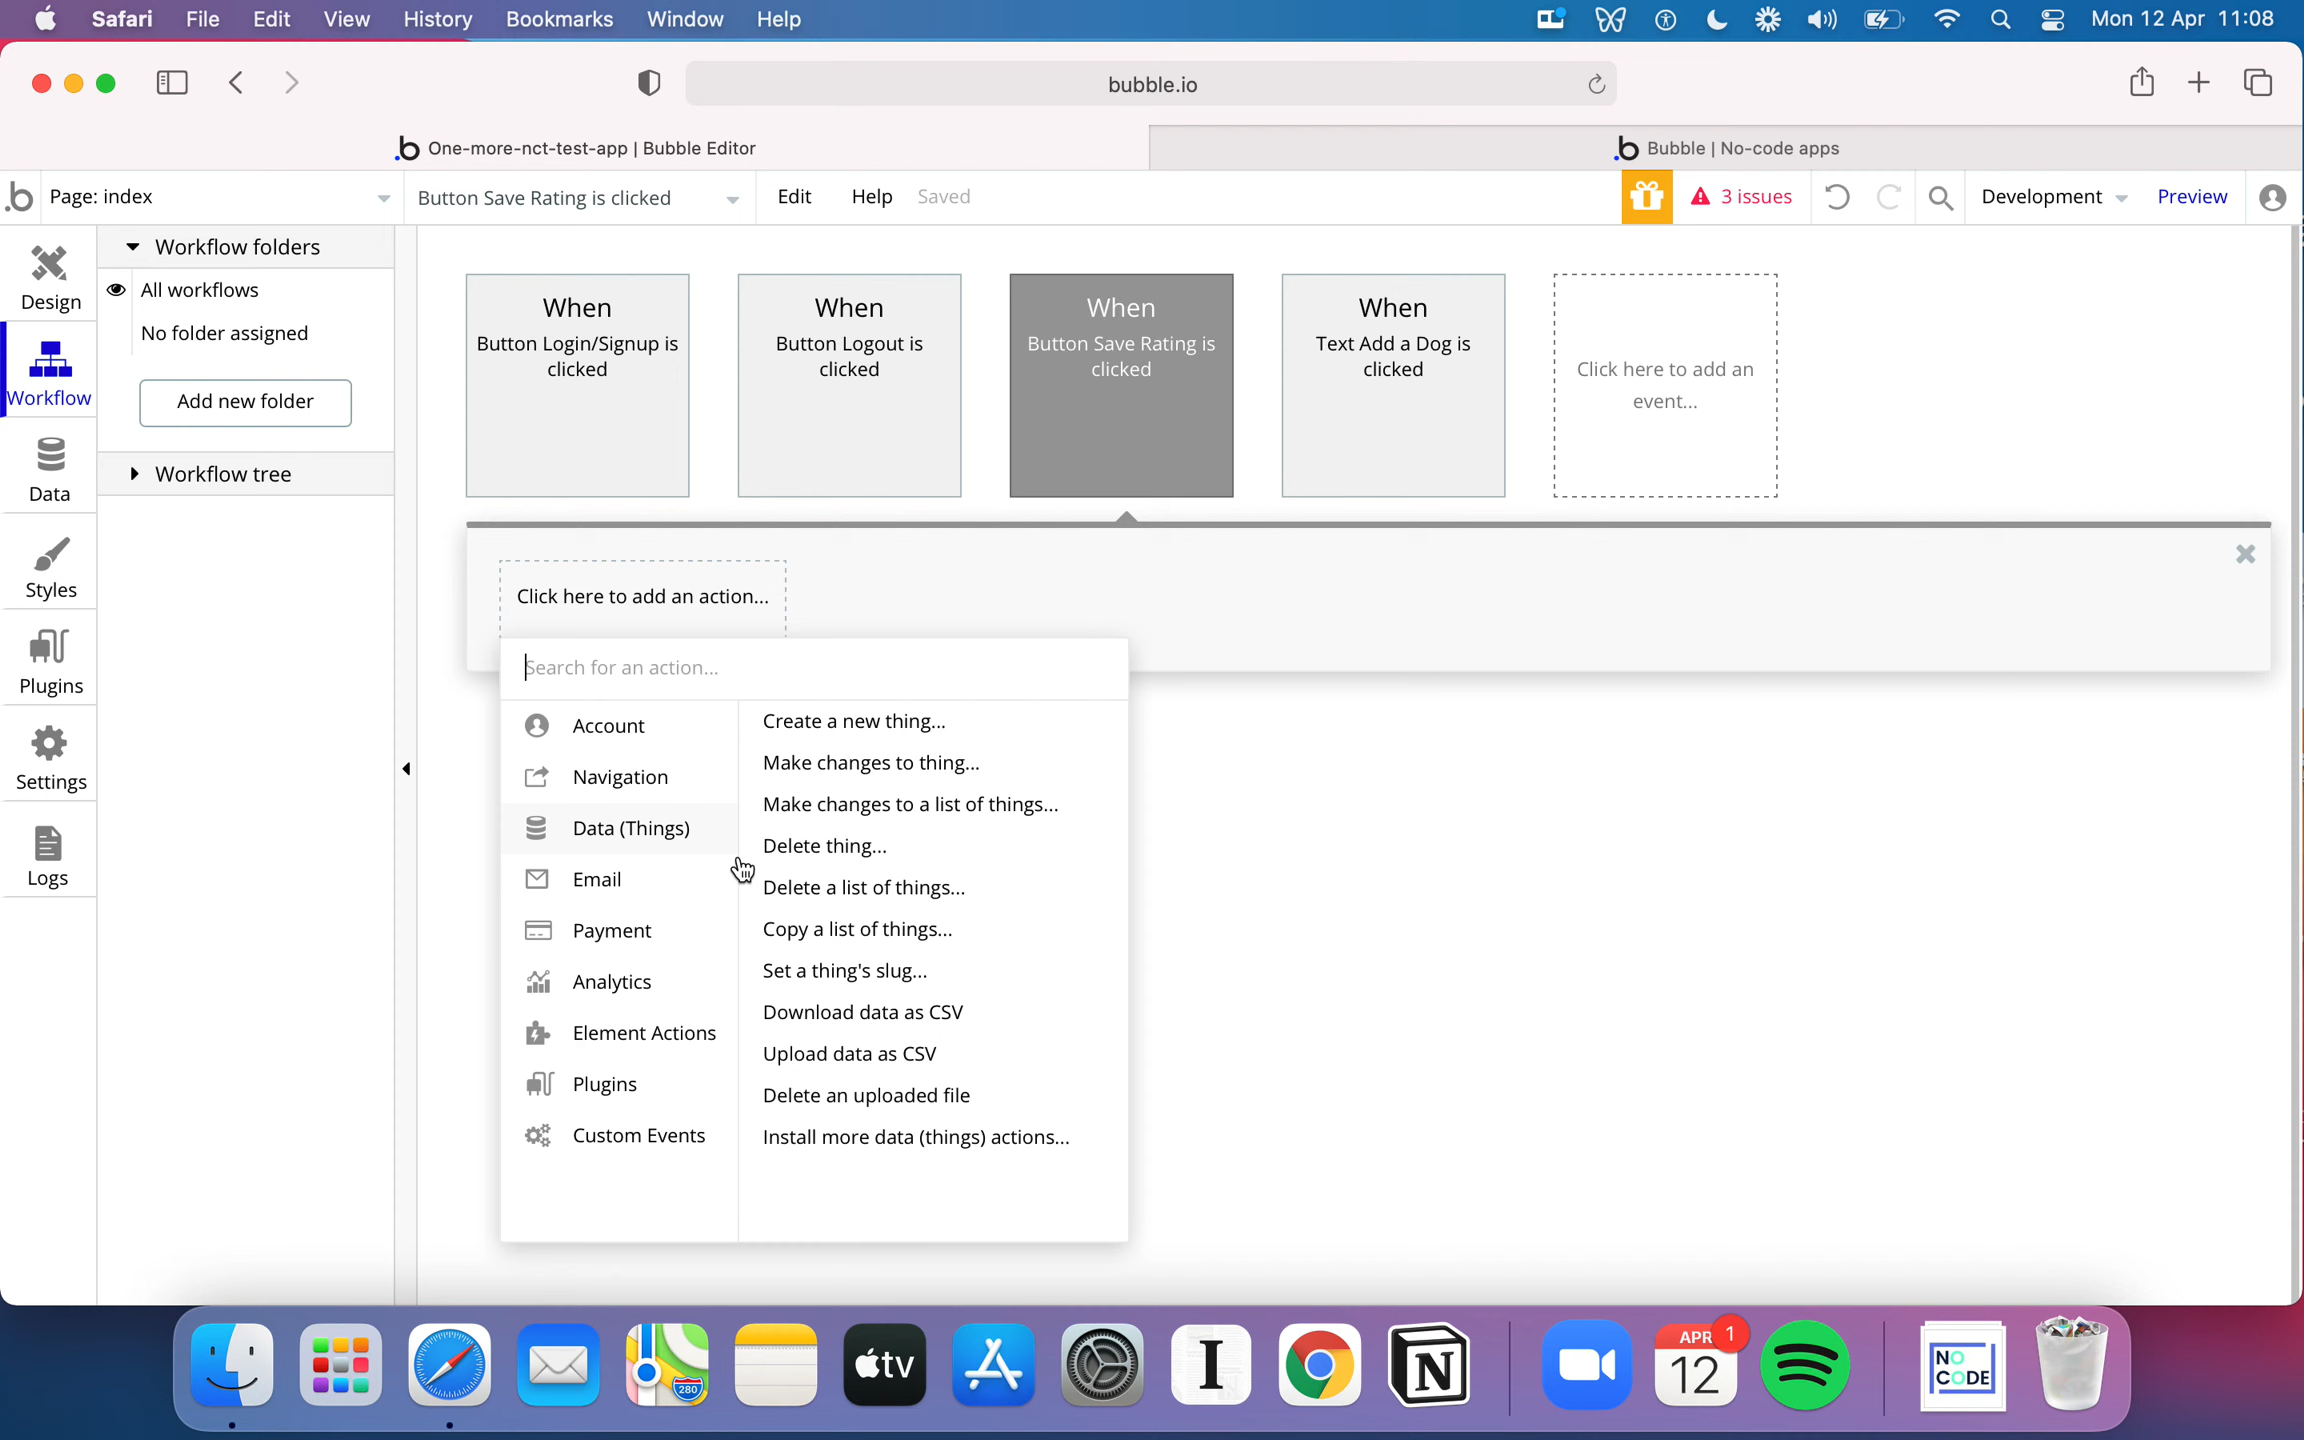 Safari File Edit View History Bookmarks Window Help Mon 12 Apr 11:08
bubble.io
.b One-more-nct-test-app | Bubble Editor
.b Bubble | No-code apps
.b Page: index Button Save Rating is clicked Edit Help Saved 3 issues Development Preview
Design
Workflow
Data
Styles
Plugins
Settings
Logs
Workflow folders
All workflows
No folder assigned
Add new folder
Workflow tree
When
Button Login/Signup is
clicked
When
Button Logout is
clicked
When
Button Save Rating is
clicked
When
Text Add a Dog is
clicked
Click here to add an
event...
Click here to add an action...
Search for an action...
Account
Navigation
Data (Things)
Email
Payment
Analytics
Element Actions
Plugins
Custom Events
Create a new thing...
Make changes to thing...
Make changes to a list of things...
Delete thing...
Delete a list of things...
Copy a list of things...
Set a thing's slug...
Download data as CSV
Upload data as CSV
Delete an uploaded file
Install more data (things) actions...
280
tv
I
N
APR
12
1
NO
CODE